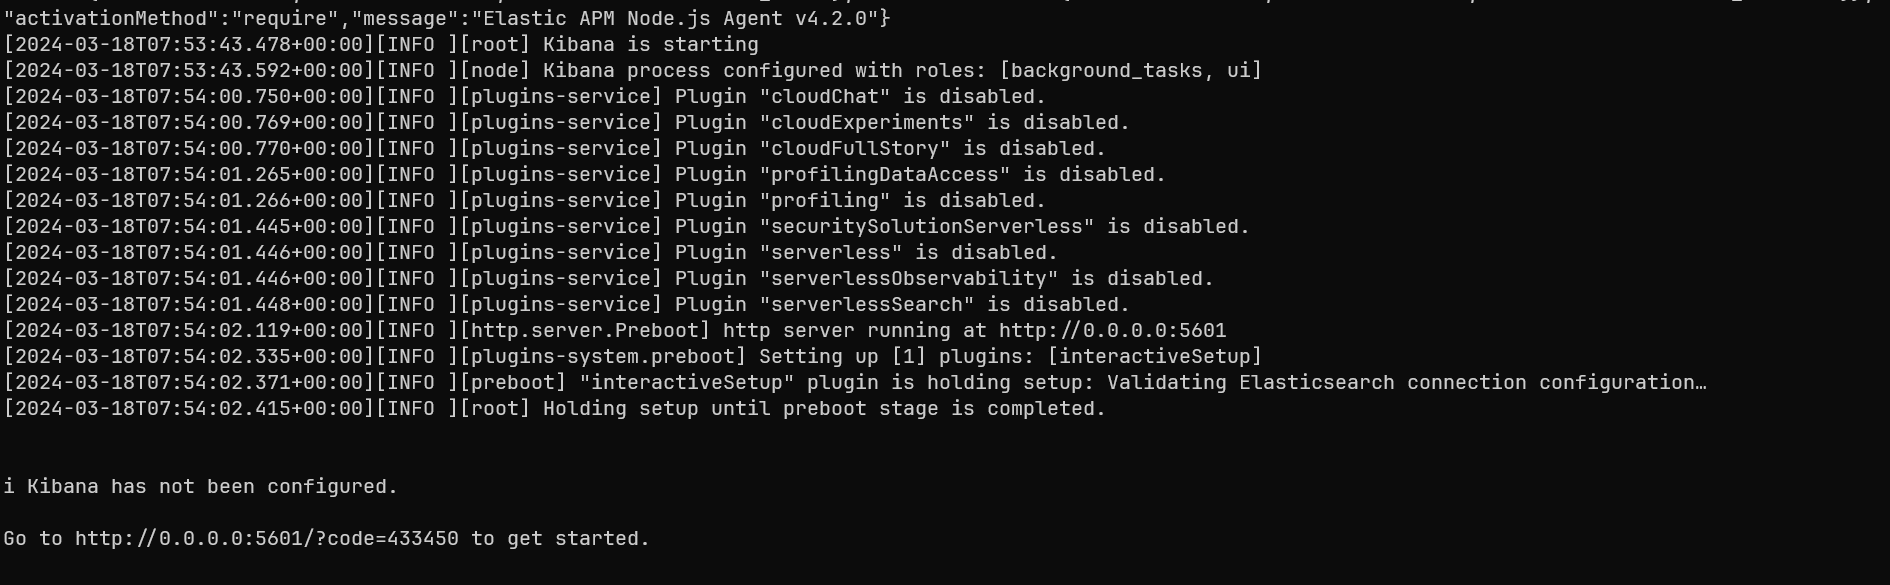 "activationMethod":"require","message":"Elastic APM Node.js Agent v4.2.0"}
[2024-03-18T07:53:43.478+00:00][INFO ][root] Kibana is starting
[2024-03-18T07:53:43.592+00:00][INFO ][node] Kibana process configured with roles: [background_tasks, ui]
[2024-03-18T07:54:00.750+00:00][INFO ][plugins-service] Plugin "cloudChat" is disabled.
[2024-03-18T07:54:00.769+00:00][INFO ][plugins-service] Plugin "cloudExperiments" is disabled.
[2024-03-18T07:54:00.770+00:00][INFO ][plugins-service] Plugin "cloudFullStory" is disabled.
[2024-03-18T07:54:01.265+00:00][INFO ][plugins-service] Plugin "profilingDataAccess" is disabled.
[2024-03-18T07:54:01.266+00:00][INFO ][plugins-service] Plugin "profiling" is disabled.
[2024-03-18T07:54:01.445+00:00][INFO ][plugins-service] Plugin "securitySolutionServerless" is disabled.
[2024-03-18T07:54:01.446+00:00][INFO ][plugins-service] Plugin "serverless" is disabled.
[2024-03-18T07:54:01.446+00:00][INFO ][plugins-service] Plugin "serverlessObservability" is disabled.
[2024-03-18T07:54:01.448+00:00][INFO ][plugins-service] Plugin "serverlessSearch" is disabled.
[2024-03-18T07:54:02.119+00:00][INFO ][http.server.Preboot] http server running at http://0.0.0.0:5601
[2024-03-18T07:54:02.335+00:00][INFO ][plugins-system.preboot] Setting up [1] plugins: [interactiveSetup]
[2024-03-18T07:54:02.371+00:00][INFO ][preboot] "interactiveSetup" plugin is holding setup: Validating Elasticsearch connection configuration…
[2024-03-18T07:54:02.415+00:00][INFO ][root] Holding setup until preboot stage is completed.
i Kibana has not been configured.
Go to http://0.0.0.0:5601/?code=433450 to get started.